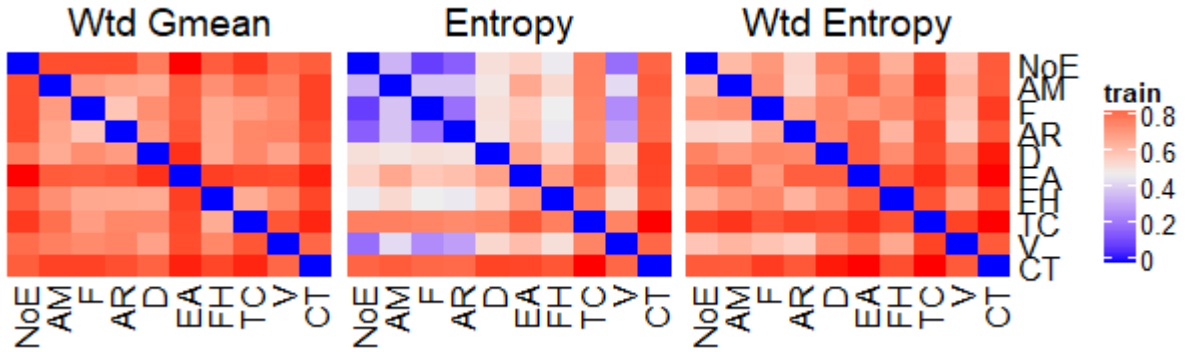 Wtd Gmean
Entropy
Wtd Entropy
NoE
AM
F
AR
D
EA
FH
TC
V
CT
train
0.8
0.6
0.4
0.2
0
NoE AM F AR D EA FH TC V CT
NoE AM F AR D EA FH TC V CT
NoE AM F AR D EA FH TC V CT